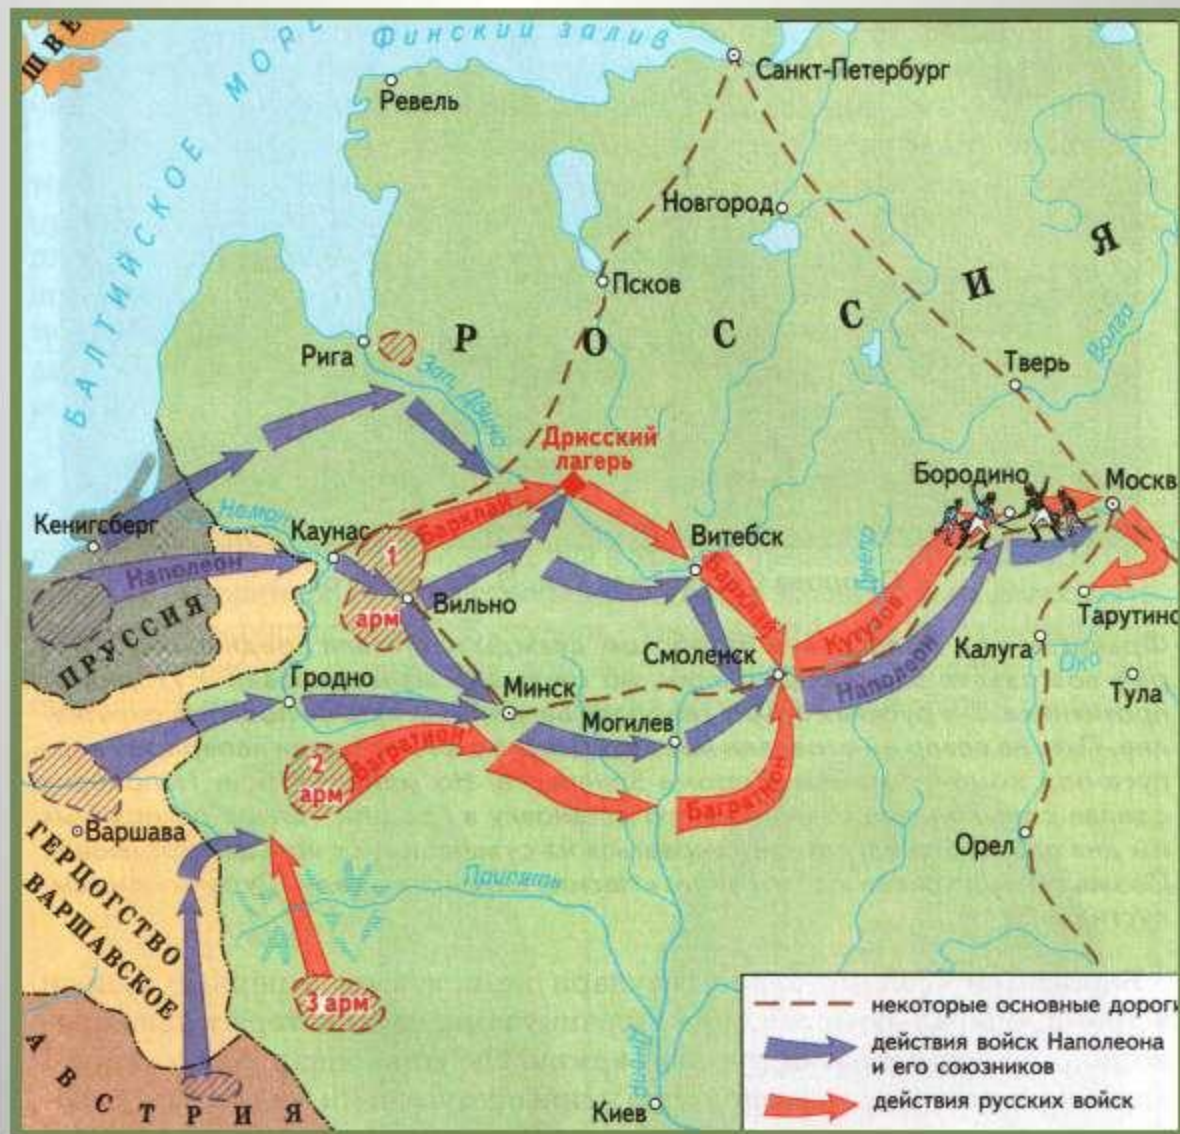 ШВЕ
БАЛТИЙСКОЕ МОРЕ
Финский залив
Санкт-Петербург
Ревель
Новгород
Псков
РОССИЯ
Рига
Зап. Двина
Волга
Тверь
Дрисский
лагерь
Бородино
Москв
Кенигсберг
Неман
Каунас
Барклай
1
арм
Витебск
Днепр
Наполеон
Вильно
Барклай
Тарутино
ПРУССИЯ
Смоленск
Кутузов
Калуга
Ока
Гродно
Минск
Наполеон
Тула
Могилев
Багратион
2
арм
Багратион
Варшава
Орел
ГЕРЦОГСТВО
ВАРШАВСКОЕ
Припять
3 арм
АВСТРИЯ
Днепр
Киев
некоторые основные дороги
действия войск Наполеона
и его союзников
действия русских войск